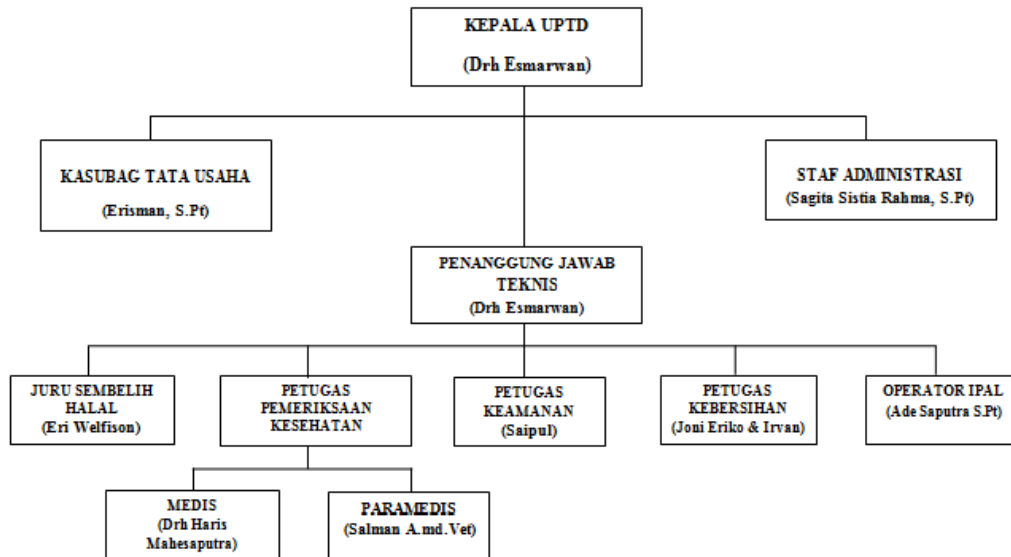 KEPALA UPTD
(Drh Esmarwan)
KASUBAG TATA USAHA
(Erisman, S.Pt)
STAF ADMINISTRASI
(Sagita Sistia Rahma, S.Pt)
PENANGGUNG JAWAB
TEKNIS
(Drh Esmarwan)
JURU SEMBELIH
HALAL
(Eri Welfison)
PETUGAS
PEMERIKSAAN
KESEHATAN
PETUGAS
KEAMANAN
(Saipul)
PETUGAS
KEBERSIHAN
(Joni Eriko & Irvan)
OPERATOR IPAL
(Ade Saputra S.Pt)
MEDIS
(Drh Haris
Mahesaputra)
PARAMEDIS
(Salman A.md.Vet)